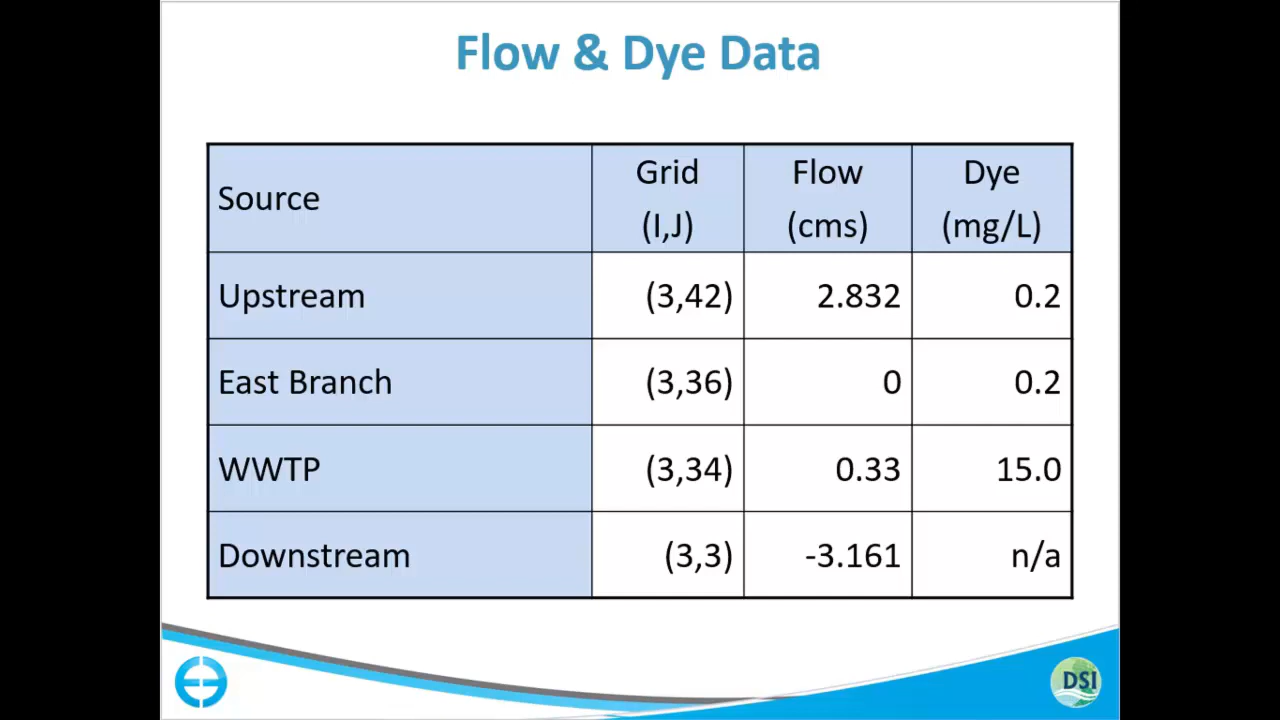 Flow & Dye Data
Source Grid (I,J) Flow (cms) Dye (mg/L)
Upstream (3,42) 2.832 0.2
East Branch (3,36) 0 0.2
WWTP (3,34) 0.33 15.0
Downstream (3,3) -3.161 n/a
DSI